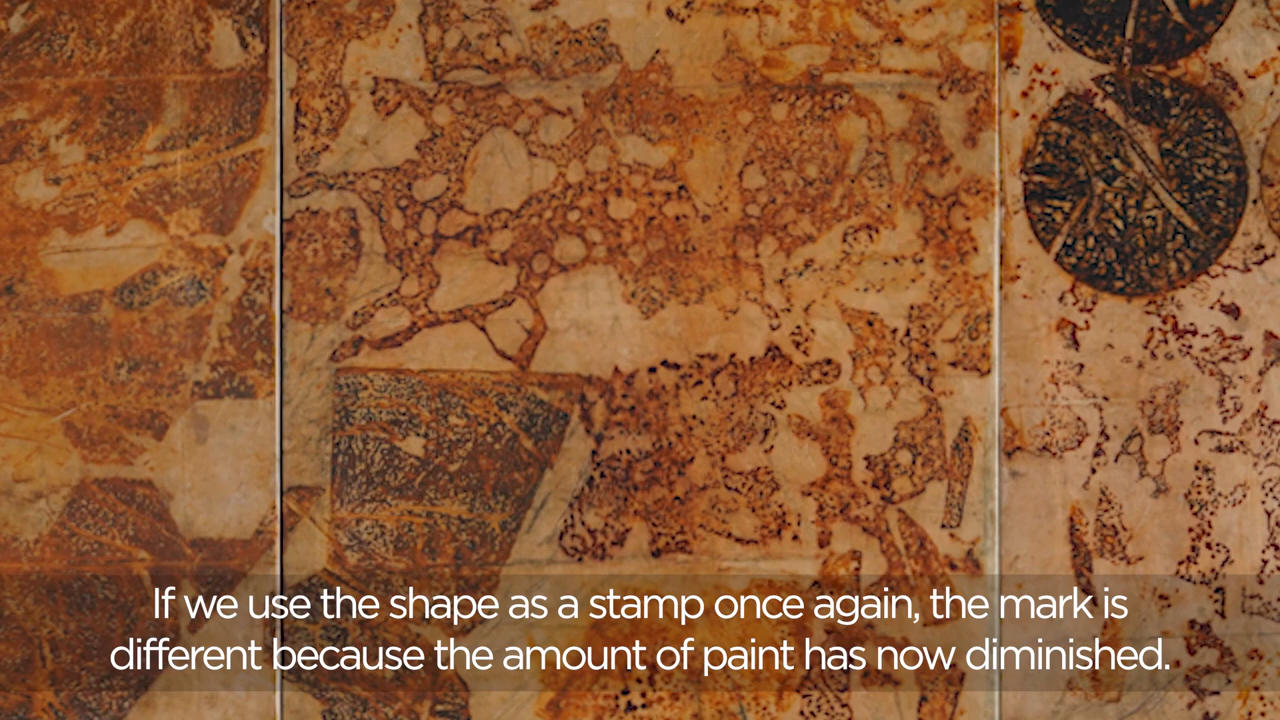 If we use the shape as a stamp once again, the mark is
different because the amount of paint has now diminished.